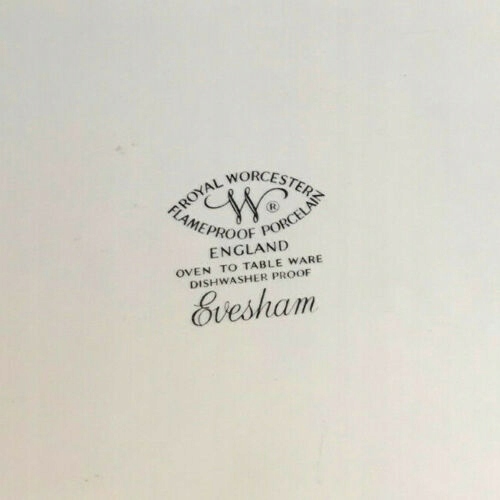 ROYAL WORCESTER
W ®
FLAMEPROOF PORCELAIN
ENGLAND
OVEN TO TABLE WARE
DISHWASHER PROOF
Evesham